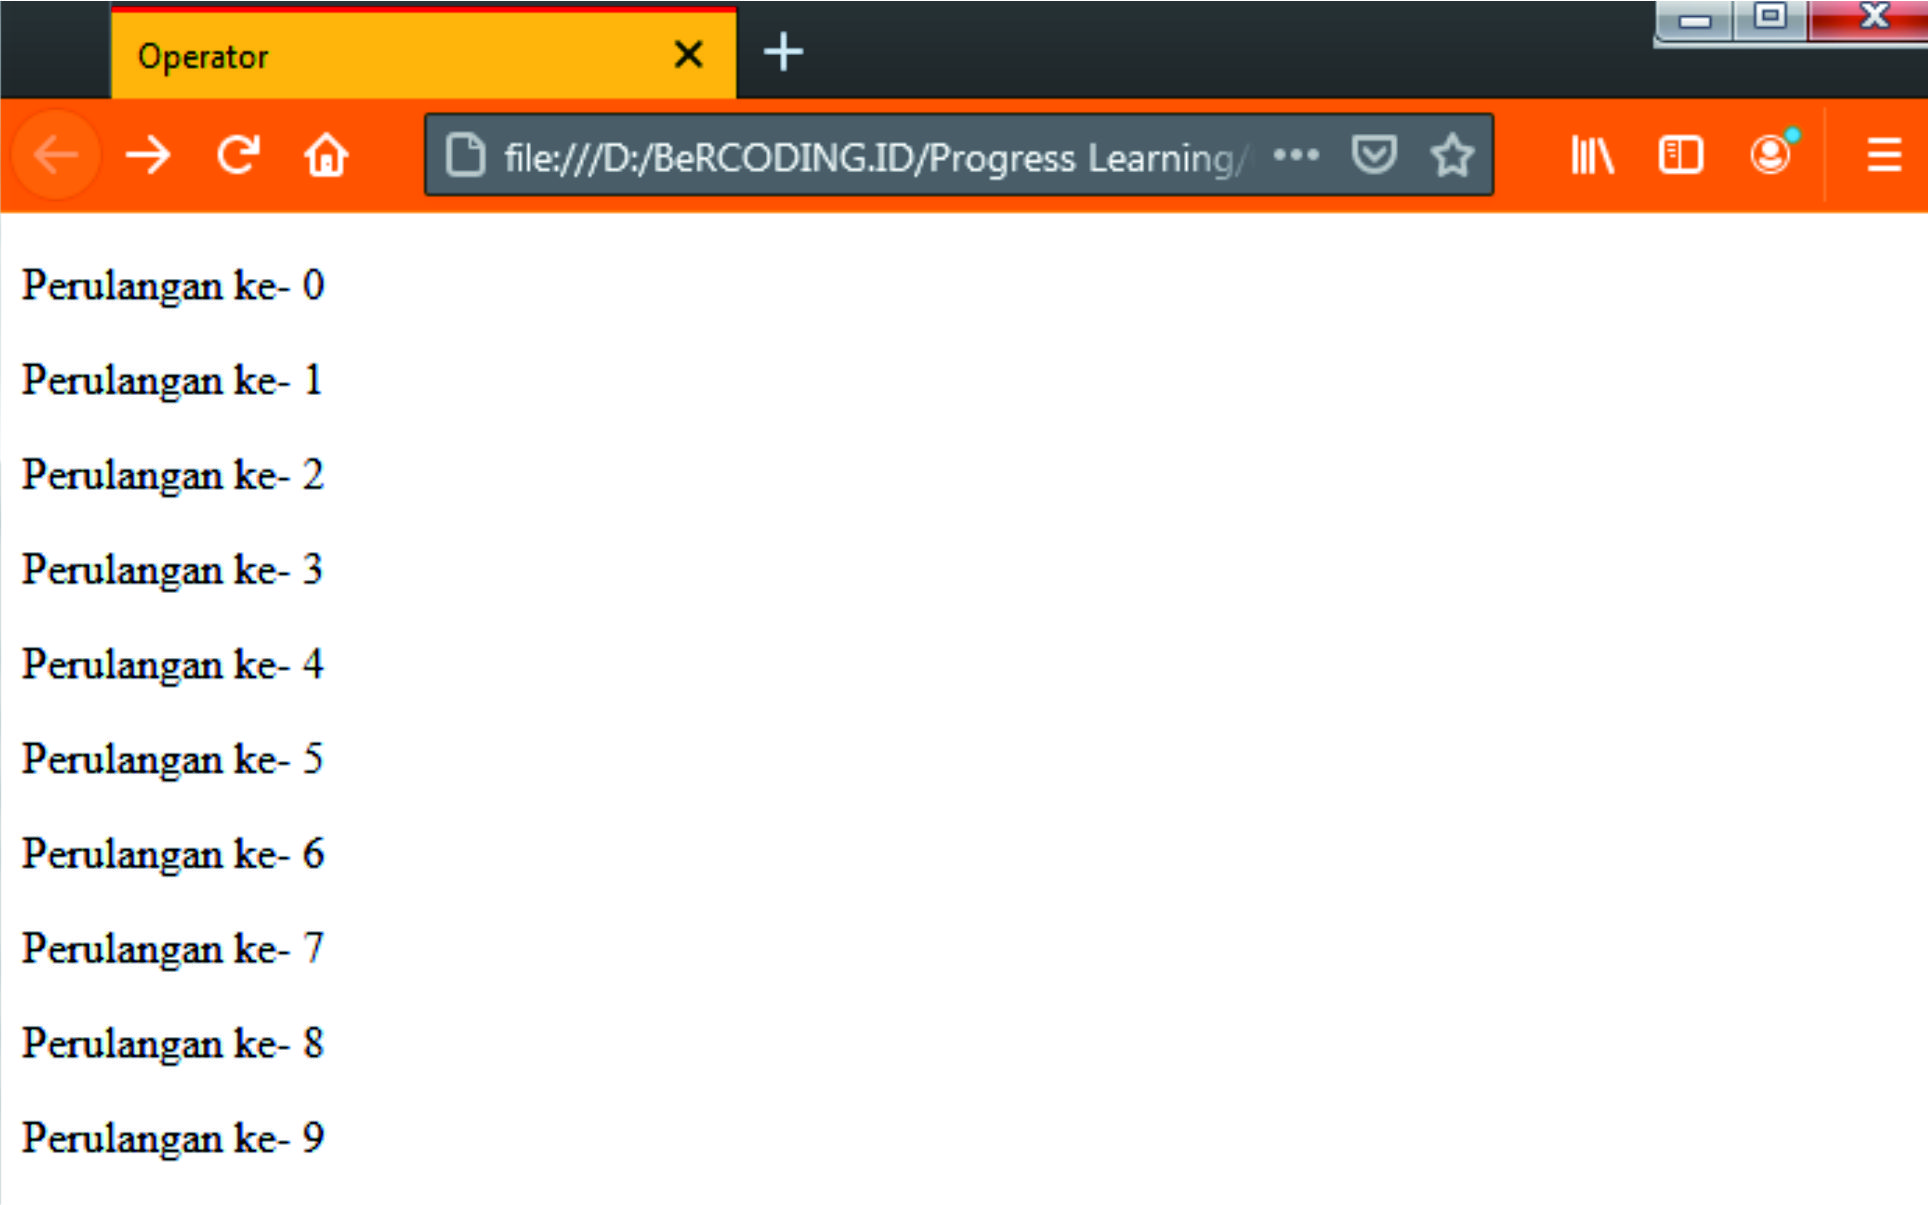 Operator
file:///D:/BeRCODING.ID/Progress Learning/
Perulangan ke- 0
Perulangan ke- 1
Perulangan ke- 2
Perulangan ke- 3
Perulangan ke- 4
Perulangan ke- 5
Perulangan ke- 6
Perulangan ke- 7
Perulangan ke- 8
Perulangan ke- 9